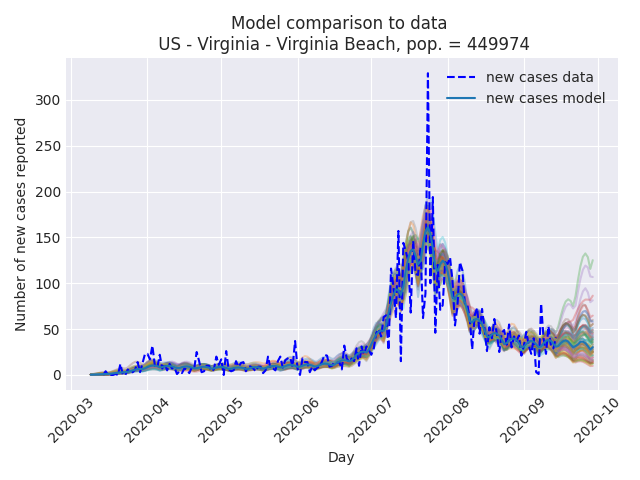 Model comparison to data
US - Virginia - Virginia Beach, pop. = 449974
new cases data
new cases model
Number of new cases reported
300
250
200
150
100
50
0
2020-03
2020-04
2020-05
2020-06
2020-07
2020-08
2020-09
2020-10
Day